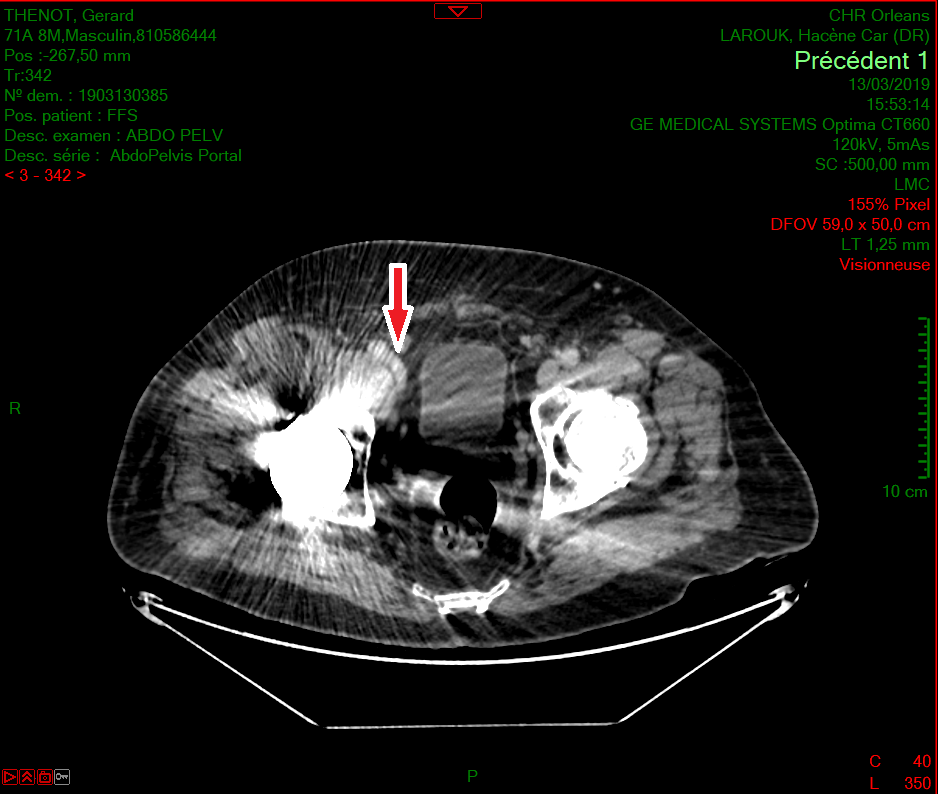 THENOT, Gerard
71A 8M,Masculin,810586444
Pos :-267,50 mm
Tr:342
Nº dem. : 1903130385
Pos. patient : FFS
Desc. examen : ABDO PELV
Desc. série : AbdoPelvis Portal
< 3 - 342 >
CHR Orleans
LAROUK, Hacène Car (DR)
Précédent 1
13/03/2019
15:53:14
GE MEDICAL SYSTEMS Optima CT660
120kV, 5mAs
SC :500,00 mm
LMC
155% Pixel
DFOV 59,0 x 50,0 cm
LT 1,25 mm
Visionneuse
R
10 cm
P
C 40
L 350